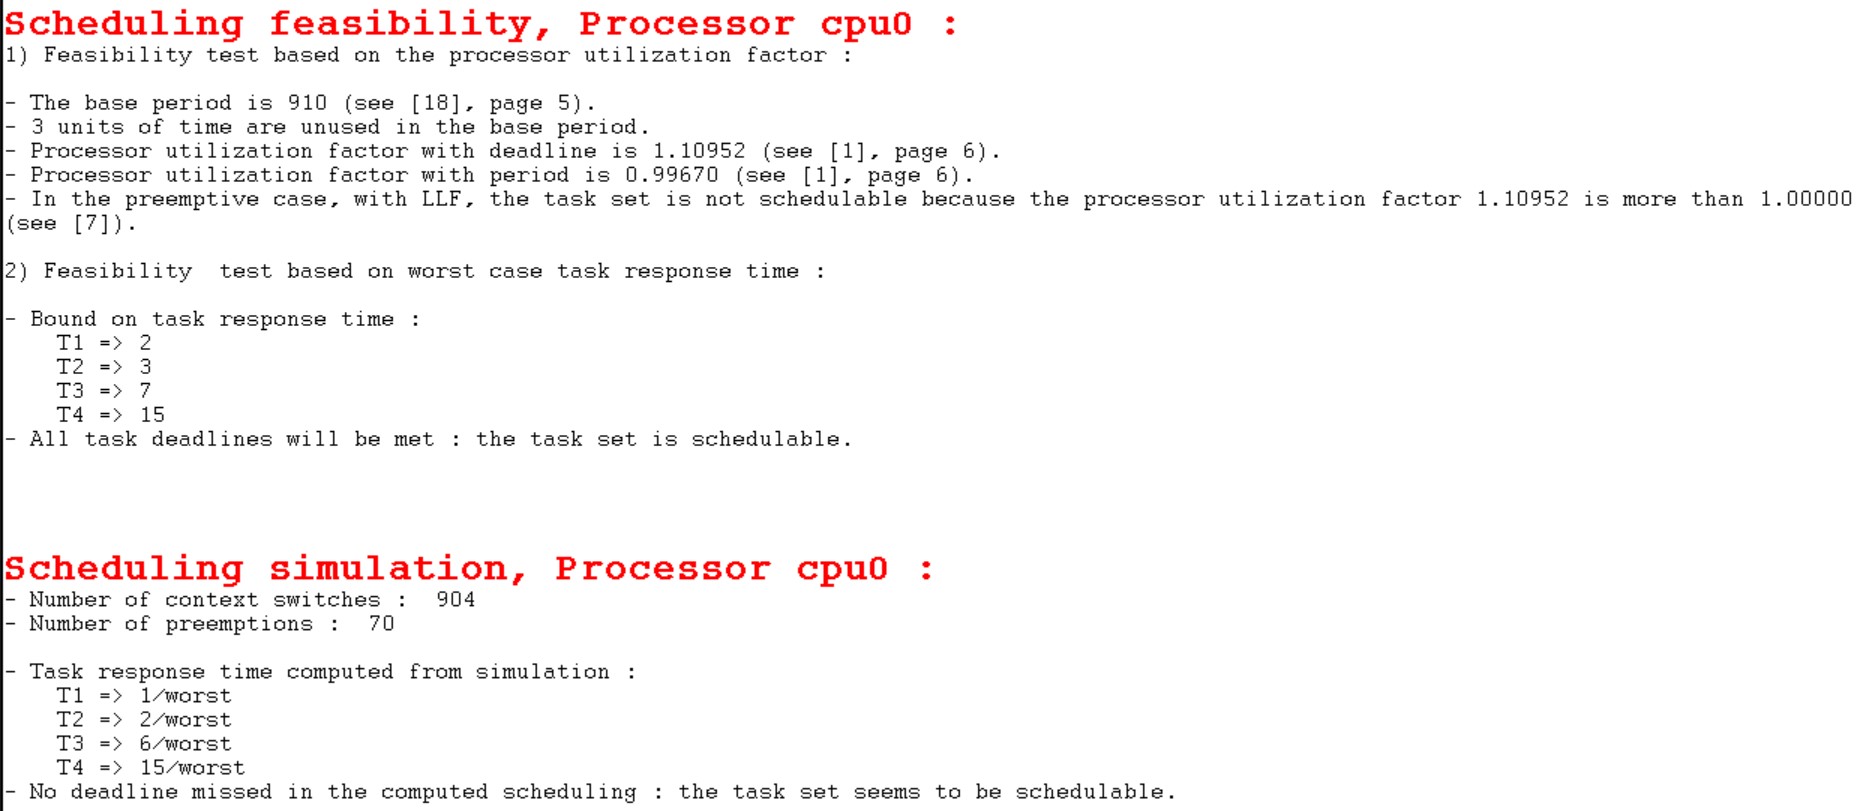 Scheduling feasibility, Processor cpu0 :
1) Feasibility test based on the processor utilization factor :
- The base period is 910 (see [18], page 5).
- 3 units of time are unused in the base period.
- Processor utilization factor with deadline is 1.10952 (see [1], page 6).
- Processor utilization factor with period is 0.99670 (see [1], page 6).
- In the preemptive case, with LLF, the task set is not schedulable because the processor utilization factor 1.10952 is more than 1.00000
(see [7]).
2) Feasibility  test based on worst case task response time :
- Bound on task response time :
T1 => 2
T2 => 3
T3 => 7
T4 => 15
- All task deadlines will be met : the task set is schedulable.
Scheduling simulation, Processor cpu0 :
- Number of context switches :  904
- Number of preemptions :  70
- Task response time computed from simulation :
T1 => 1/worst
T2 => 2/worst
T3 => 6/worst
T4 => 15/worst
- No deadline missed in the computed scheduling : the task set seems to be schedulable.